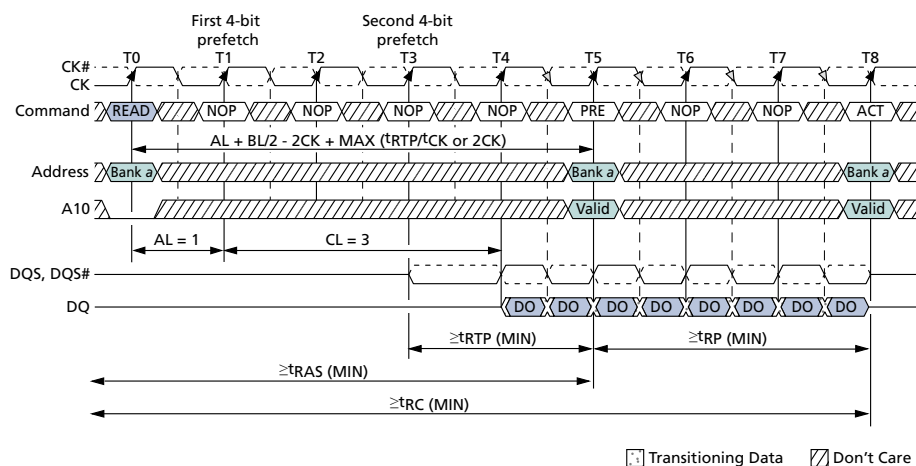 First 4-bit prefetch Second 4-bit prefetch
T0 T1 T2 T3 T4 T5 T6 T7 T8
CK#
CK
Command READ NOP NOP NOP NOP PRE NOP NOP ACT
AL + BL/2 - 2CK + MAX (tRTP/tCK or 2CK)
Address Bank a Bank a Bank a
A10 Valid Valid
AL = 1 CL = 3
DQS, DQS#
DQ DO DO DO DO DO DO DO DO
≥tRTP (MIN) ≥tRP (MIN)
≥tRAS (MIN)
≥tRC (MIN)
Transitioning Data Don't Care